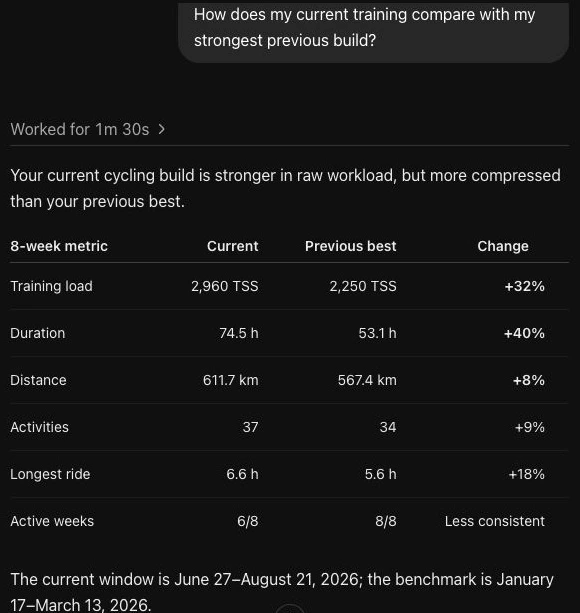 How does my current training compare with my
strongest previous build?
Worked for 1m 30s >
Your current cycling build is stronger in raw workload, but more compressed
than your previous best.
8-week metric Current Previous best Change
Training load 2,960 TSS 2,250 TSS +32%
Duration 74.5 h 53.1 h +40%
Distance 611.7 km 567.4 km +8%
Activities 37 34 +9%
Longest ride 6.6 h 5.6 h +18%
Active weeks 6/8 8/8 Less consistent
The current window is June 27–August 21, 2026; the benchmark is January
17–March 13, 2026.